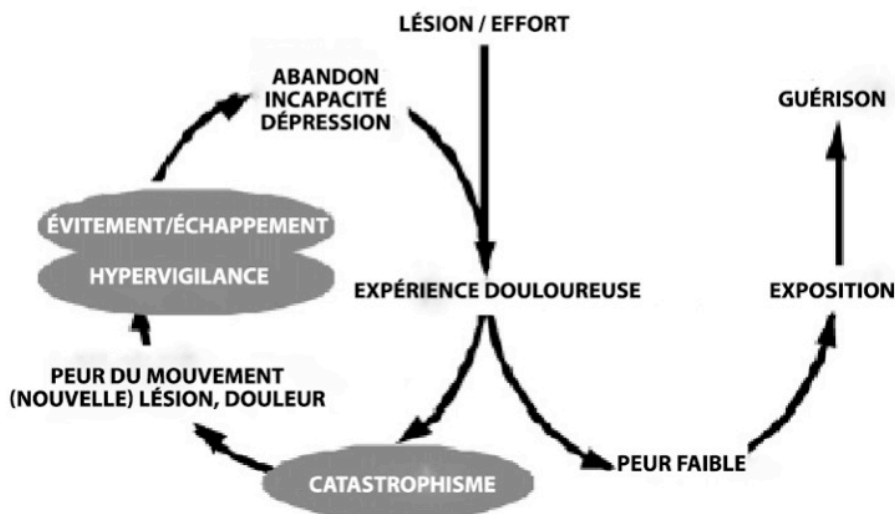 LÉSION / EFFORT
ABANDON
INCAPACITÉ
DÉPRESSION
GUÉRISON
ÉVITEMENT/ÉCHAPPEMENT
HYPERVIGILANCE
EXPÉRIENCE DOULOUREUSE
EXPOSITION
PEUR DU MOUVEMENT
(NOUVELLE) LÉSION, DOULEUR
PEUR FAIBLE
CATASTROPHISME